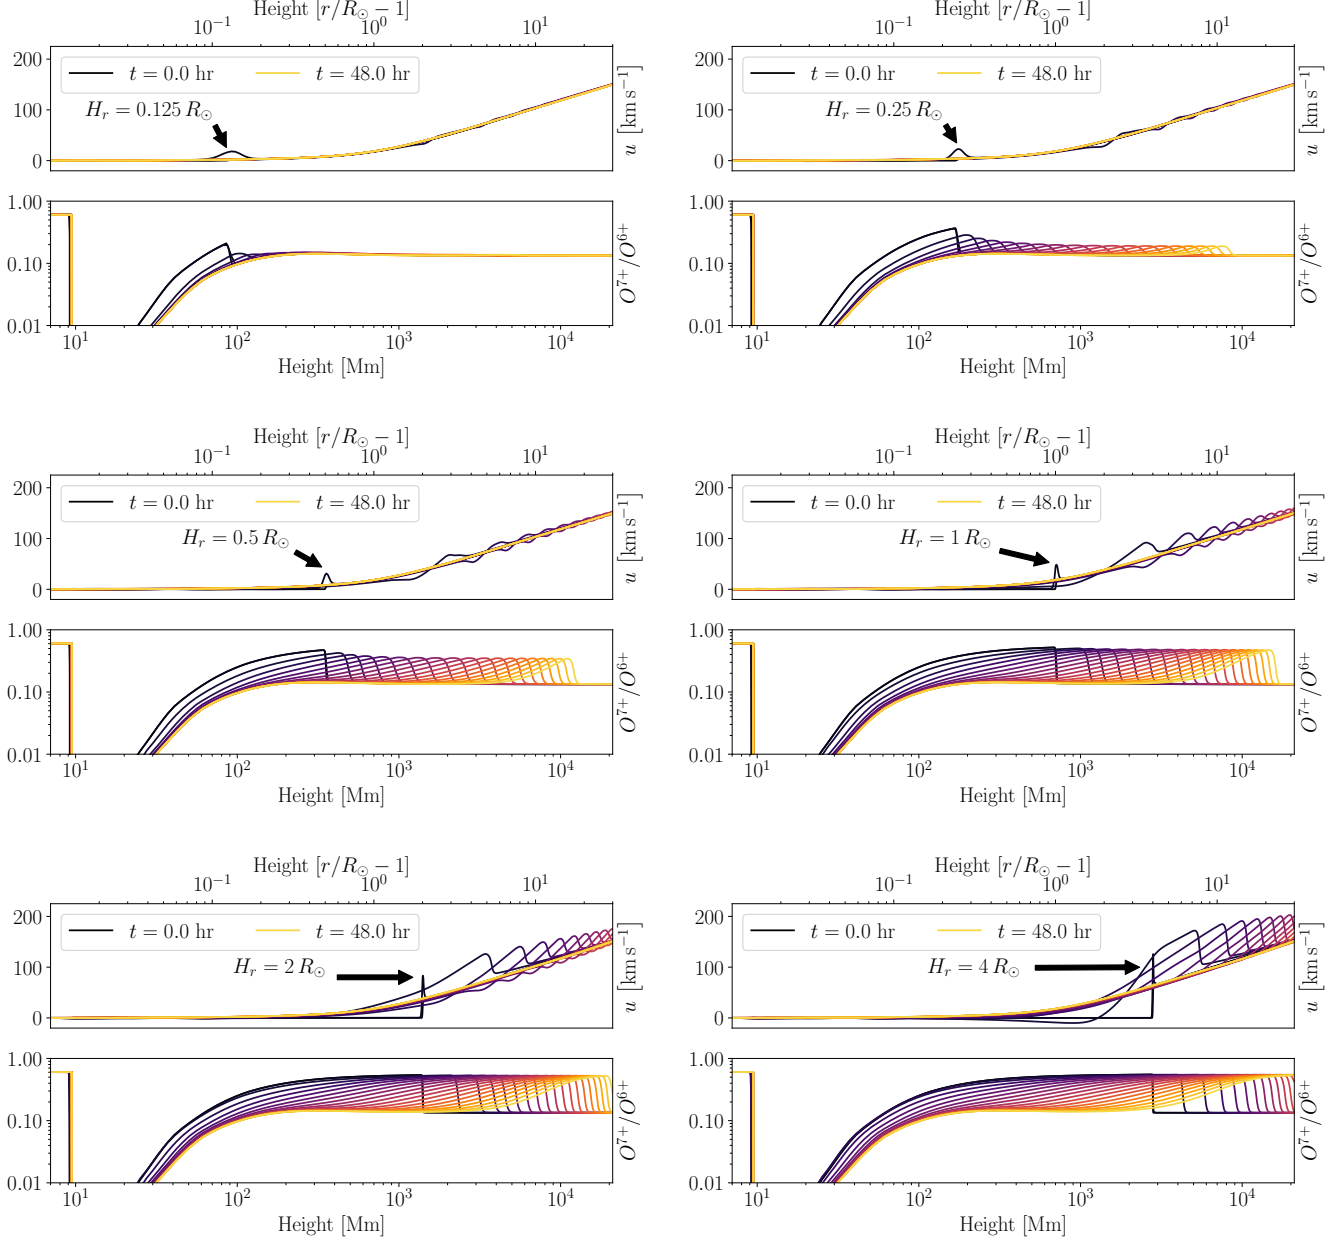 Height [r/R☉ − 1]
10⁻¹ 10⁰ 10¹
200
100
0
t = 0.0 hr t = 48.0 hr
H_r = 0.125 R☉
u [km s⁻¹]
1.00
0.10
0.01
O⁷⁺/O⁶⁺
10¹ 10² 10³ 10⁴
Height [Mm]
Height [r/R☉ − 1]
10⁻¹ 10⁰ 10¹
200
100
0
t = 0.0 hr t = 48.0 hr
H_r = 0.25 R☉
u [km s⁻¹]
1.00
0.10
0.01
O⁷⁺/O⁶⁺
10¹ 10² 10³ 10⁴
Height [Mm]
Height [r/R☉ − 1]
10⁻¹ 10⁰ 10¹
200
100
0
t = 0.0 hr t = 48.0 hr
H_r = 0.5 R☉
u [km s⁻¹]
1.00
0.10
0.01
O⁷⁺/O⁶⁺
10¹ 10² 10³ 10⁴
Height [Mm]
Height [r/R☉ − 1]
10⁻¹ 10⁰ 10¹
200
100
0
t = 0.0 hr t = 48.0 hr
H_r = 1 R☉
u [km s⁻¹]
1.00
0.10
0.01
O⁷⁺/O⁶⁺
10¹ 10² 10³ 10⁴
Height [Mm]
Height [r/R☉ − 1]
10⁻¹ 10⁰ 10¹
200
100
0
t = 0.0 hr t = 48.0 hr
H_r = 2 R☉
u [km s⁻¹]
1.00
0.10
0.01
O⁷⁺/O⁶⁺
10¹ 10² 10³ 10⁴
Height [Mm]
Height [r/R☉ − 1]
10⁻¹ 10⁰ 10¹
200
100
0
t = 0.0 hr t = 48.0 hr
H_r = 4 R☉
u [km s⁻¹]
1.00
0.10
0.01
O⁷⁺/O⁶⁺
10¹ 10² 10³ 10⁴
Height [Mm]